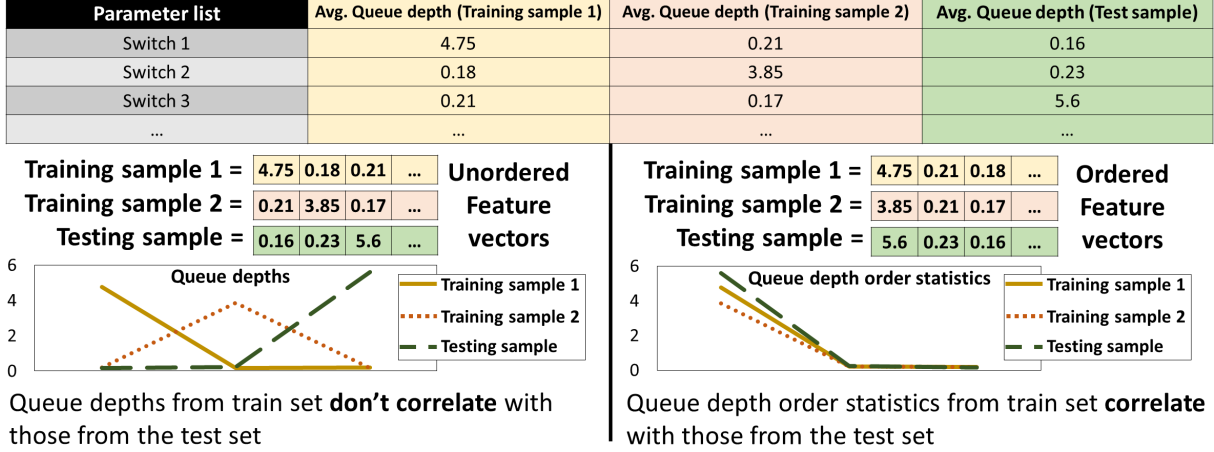 Parameter list Avg. Queue depth (Training sample 1) Avg. Queue depth (Training sample 2) Avg. Queue depth (Test sample)
Switch 1 4.75 0.21 0.16
Switch 2 0.18 3.85 0.23
Switch 3 0.21 0.17 5.6
... ... ... ...
Training sample 1 = 4.75 0.18 0.21 ...
Training sample 2 = 0.21 3.85 0.17 ...
Testing sample = 0.16 0.23 5.6 ...
Unordered
Feature
vectors
6
4
2
0
Queue depths
Training sample 1
Training sample 2
Testing sample
Queue depths from train set don't correlate with
those from the test set
Training sample 1 = 4.75 0.21 0.18 ...
Training sample 2 = 3.85 0.21 0.17 ...
Testing sample = 5.6 0.23 0.16 ...
Ordered
Feature
vectors
6
4
2
0
Queue depth order statistics
Training sample 1
Training sample 2
Testing sample
Queue depth order statistics from train set correlate
with those from the test set